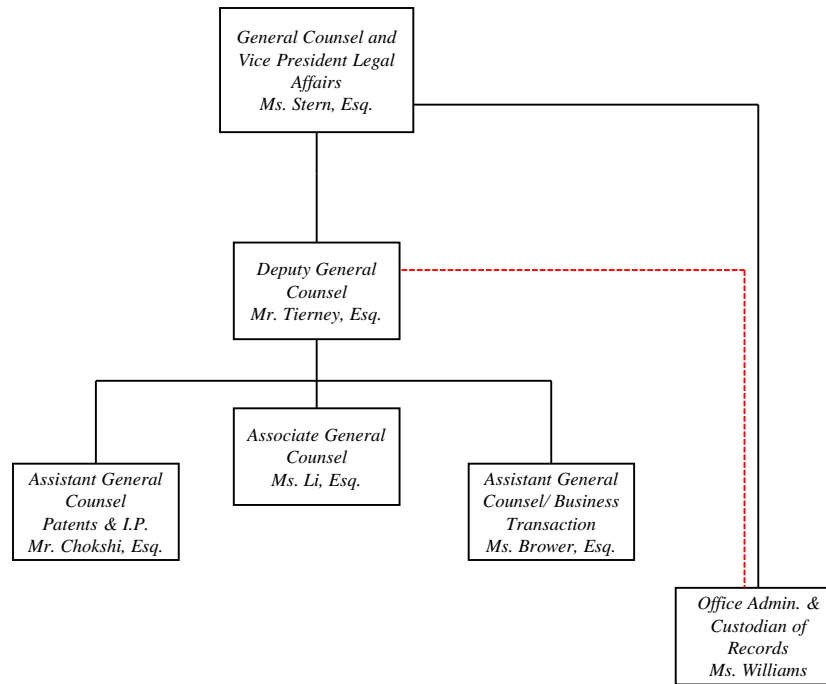 General Counsel and
Vice President Legal
Affairs
Ms. Stern, Esq.
Deputy General
Counsel
Mr. Tierney, Esq.
Associate General
Counsel
Ms. Li, Esq.
Assistant General
Counsel
Patents & I.P.
Mr. Chokshi, Esq.
Assistant General
Counsel/ Business
Transaction
Ms. Brower, Esq.
Office Admin. &
Custodian of
Records
Ms. Williams